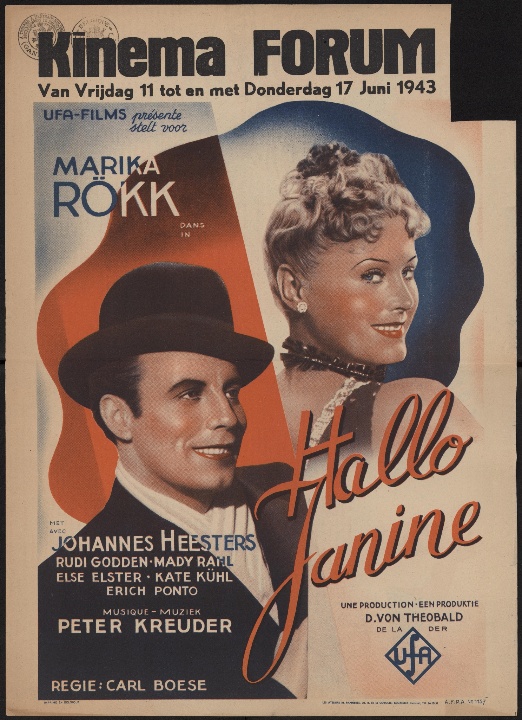 Kinema FORUM
Van Vrijdag 11 tot en met Donderdag 17 Juni 1943
UFA-FILMS présente
stelt voor
MARIKA
RÖKK
DANS
IN
Hallo
Janine
MET
AVEC
JOHANNES HEESTERS
RUDI GODDEN · MADY RAHL
ELSE ELSTER · KATE KÜHL
ERICH PONTO
MUSIQUE - MUZIEK
PETER KREUDER
REGIE: CARL BOESE
UNE PRODUCTION · EEN PRODUKTIE
D. VON THEOBALD
DE LA DER
UFA